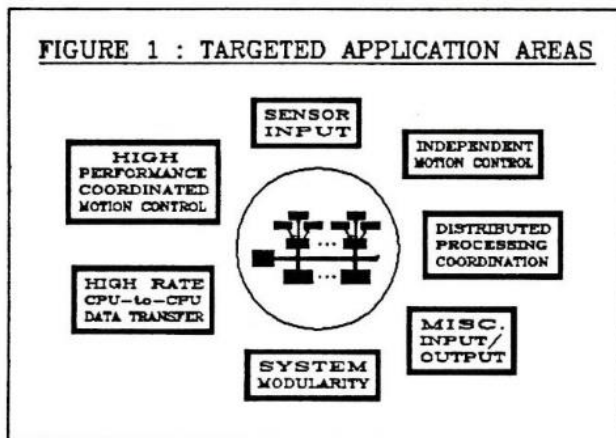 FIGURE 1 : TARGETED APPLICATION AREAS
SENSOR
INPUT
HIGH
PERFORMANCE
COORDINATED
MOTION CONTROL
INDEPENDENT
MOTION CONTROL
DISTRIBUTED
PROCESSING
COORDINATION
HIGH RATE
CPU-to-CPU
DATA TRANSFER
MISC.
INPUT/
OUTPUT
SYSTEM
MODULARITY